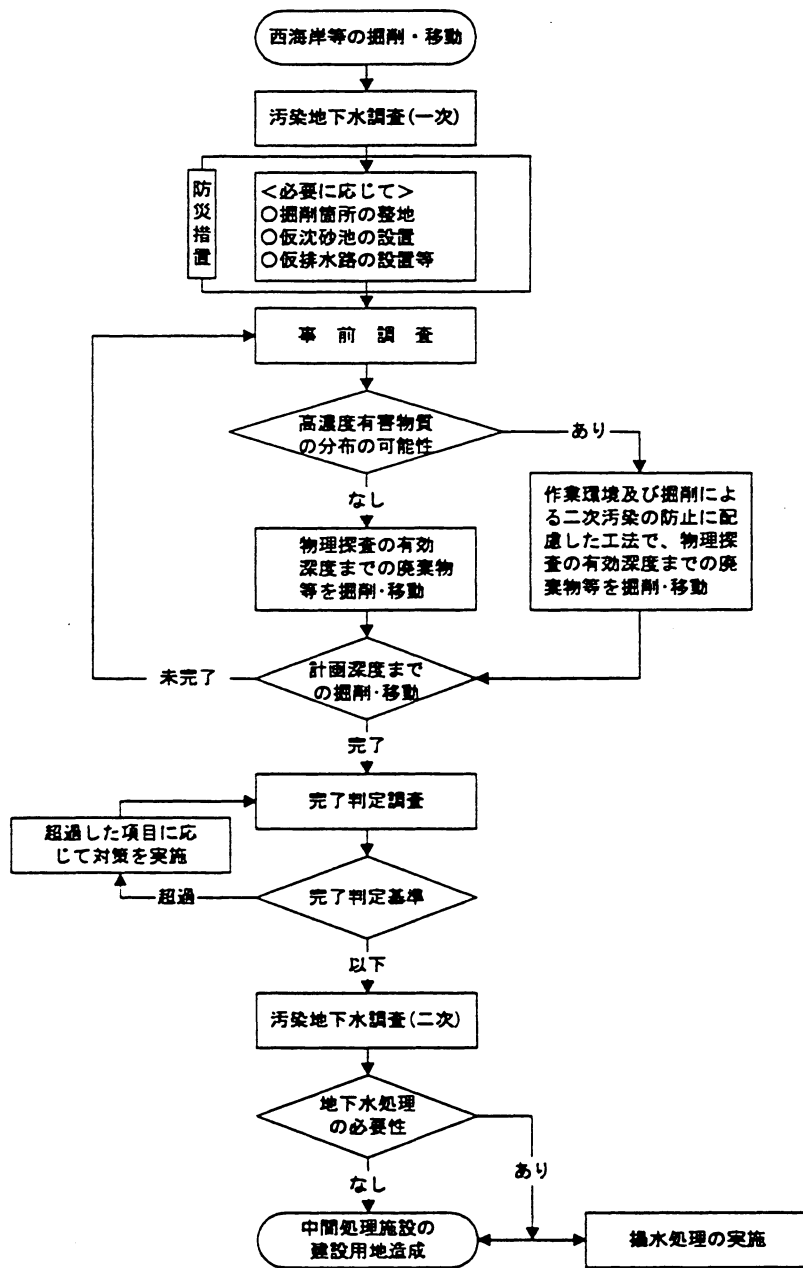 西海岸等の掘削・移動
汚染地下水調査(一次)
防災措置
＜必要に応じて＞
○掘削箇所の整地
○仮沈砂池の設置
○仮排水路の設置等
事前調査
高濃度有害物質
の分布の可能性
あり
なし
作業環境及び掘削によ
る二次汚染の防止に配
慮した工法で、物理探
査の有効深度までの廃
棄物等を掘削・移動
物理探査の有効
深度までの廃棄物
等を掘削・移動
計画深度まで
の掘削・移動
未完了
完了
完了判定調査
超過した項目に応
じて対策を実施
超過
完了判定基準
以下
汚染地下水調査(二次)
地下水処理
の必要性
あり
なし
中間処理施設の
建設用地造成
揚水処理の実施